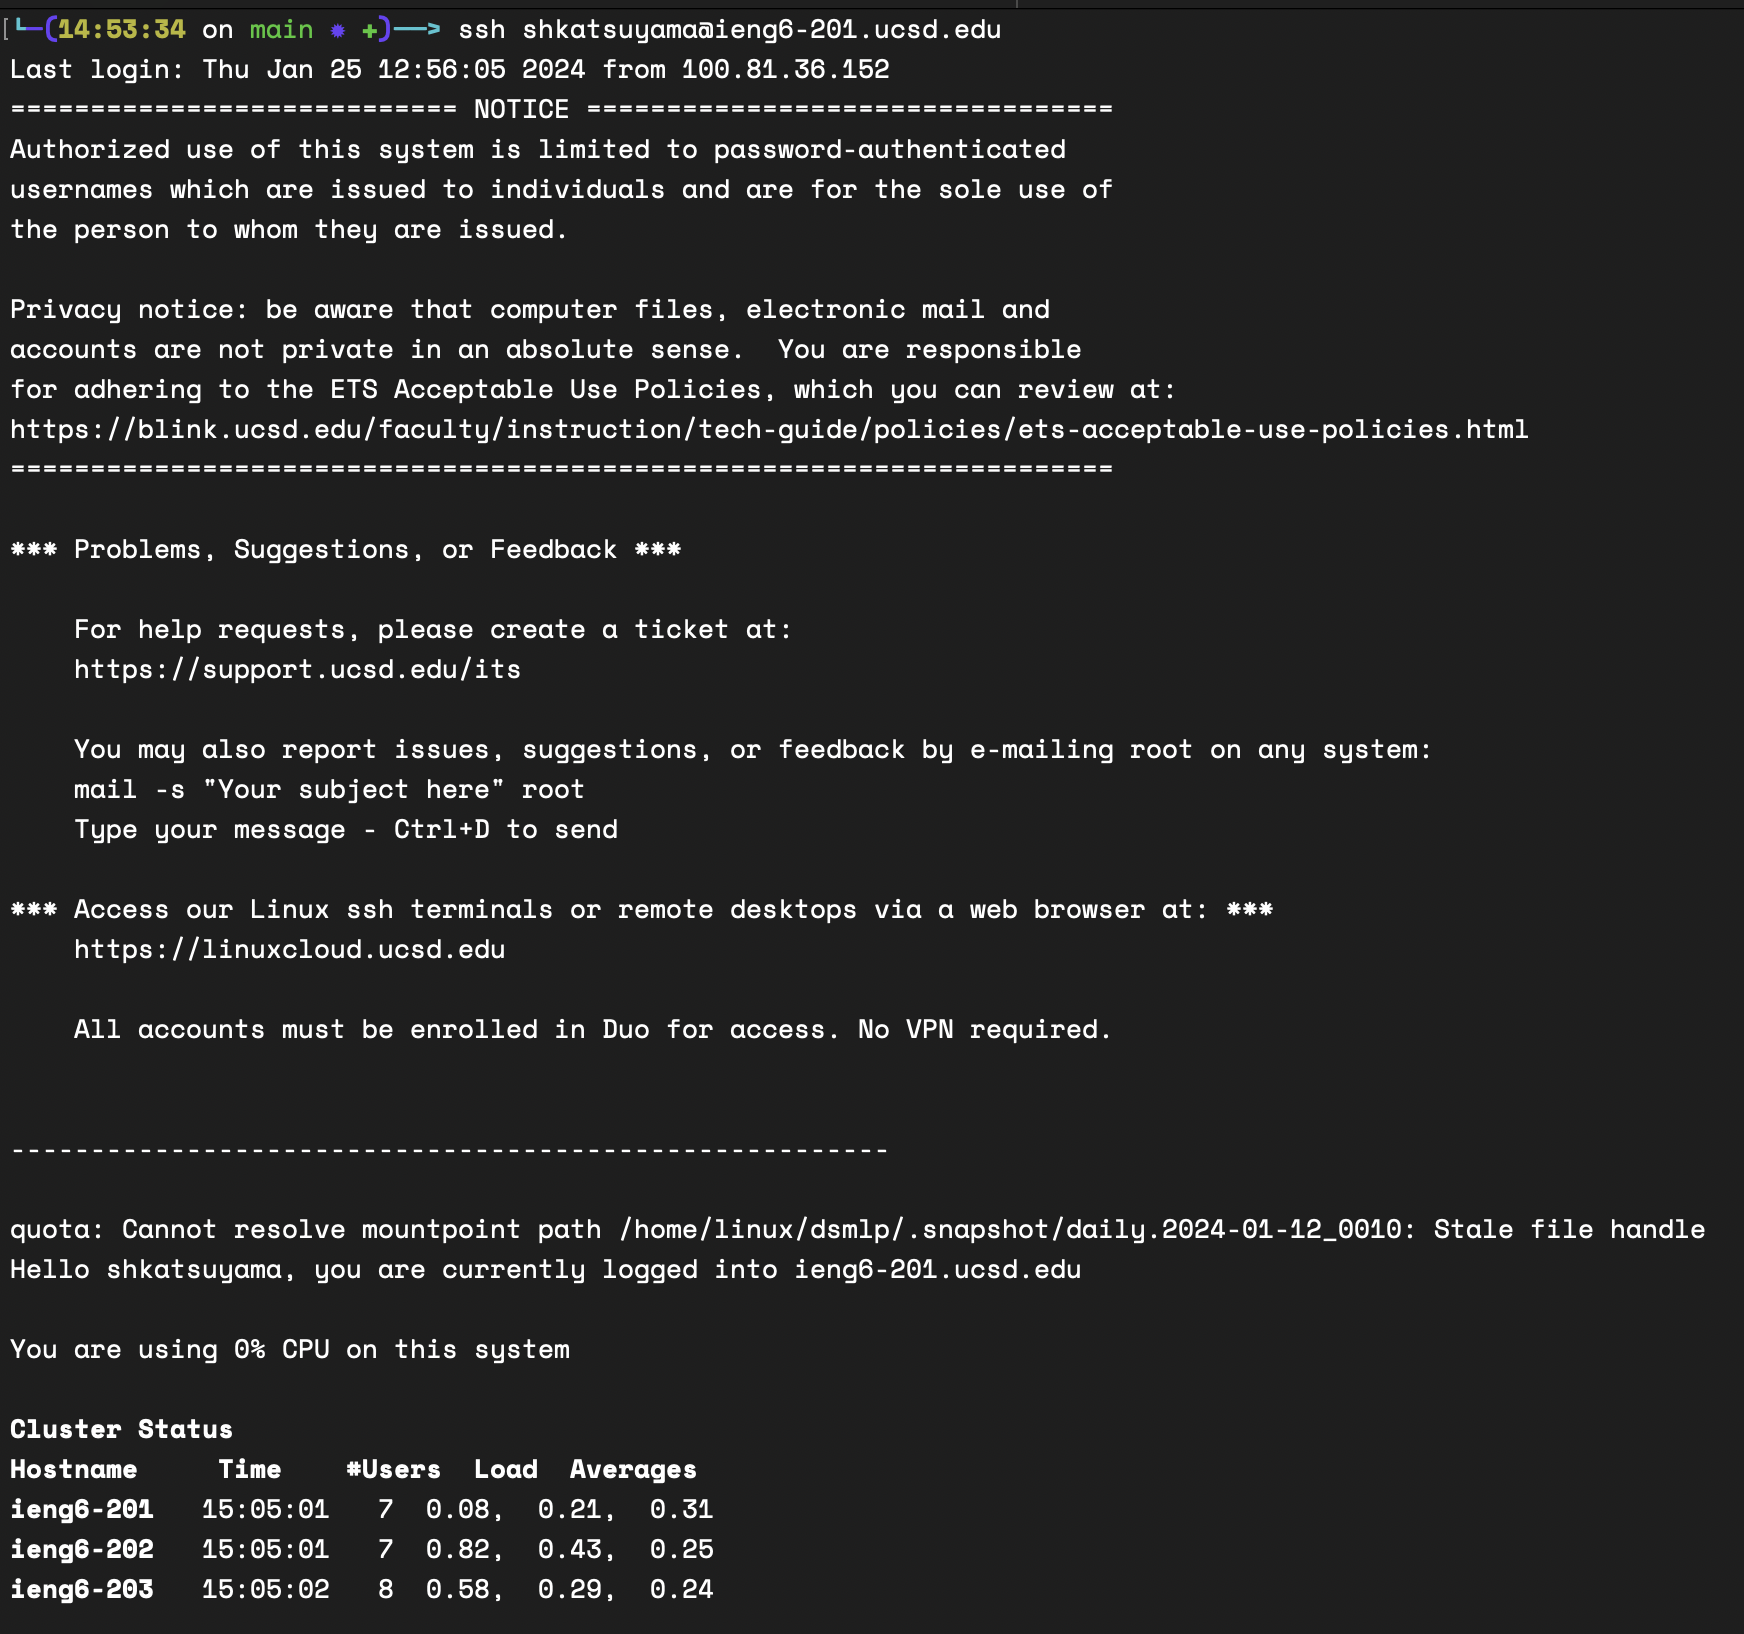 [└─(14:53:34 on main ✹ ✚)──> ssh shkatsuyama@ieng6-201.ucsd.edu
Last login: Thu Jan 25 12:56:05 2024 from 100.81.36.152
============================ NOTICE =================================
Authorized use of this system is limited to password-authenticated
usernames which are issued to individuals and are for the sole use of
the person to whom they are issued.

Privacy notice: be aware that computer files, electronic mail and
accounts are not private in an absolute sense.  You are responsible
for adhering to the ETS Acceptable Use Policies, which you can review at:
https://blink.ucsd.edu/faculty/instruction/tech-guide/policies/ets-acceptable-use-policies.html
=====================================================================

*** Problems, Suggestions, or Feedback ***

    For help requests, please create a ticket at:
    https://support.ucsd.edu/its

    You may also report issues, suggestions, or feedback by e-mailing root on any system:
    mail -s "Your subject here" root
    Type your message - Ctrl+D to send

*** Access our Linux ssh terminals or remote desktops via a web browser at: ***
    https://linuxcloud.ucsd.edu

    All accounts must be enrolled in Duo for access. No VPN required.

-------------------------------------------------------

quota: Cannot resolve mountpoint path /home/linux/dsmlp/.snapshot/daily.2024-01-12_0010: Stale file handle
Hello shkatsuyama, you are currently logged into ieng6-201.ucsd.edu

You are using 0% CPU on this system

Cluster Status
Hostname     Time    #Users  Load  Averages
ieng6-201   15:05:01   7  0.08,  0.21,  0.31
ieng6-202   15:05:01   7  0.82,  0.43,  0.25
ieng6-203   15:05:02   8  0.58,  0.29,  0.24